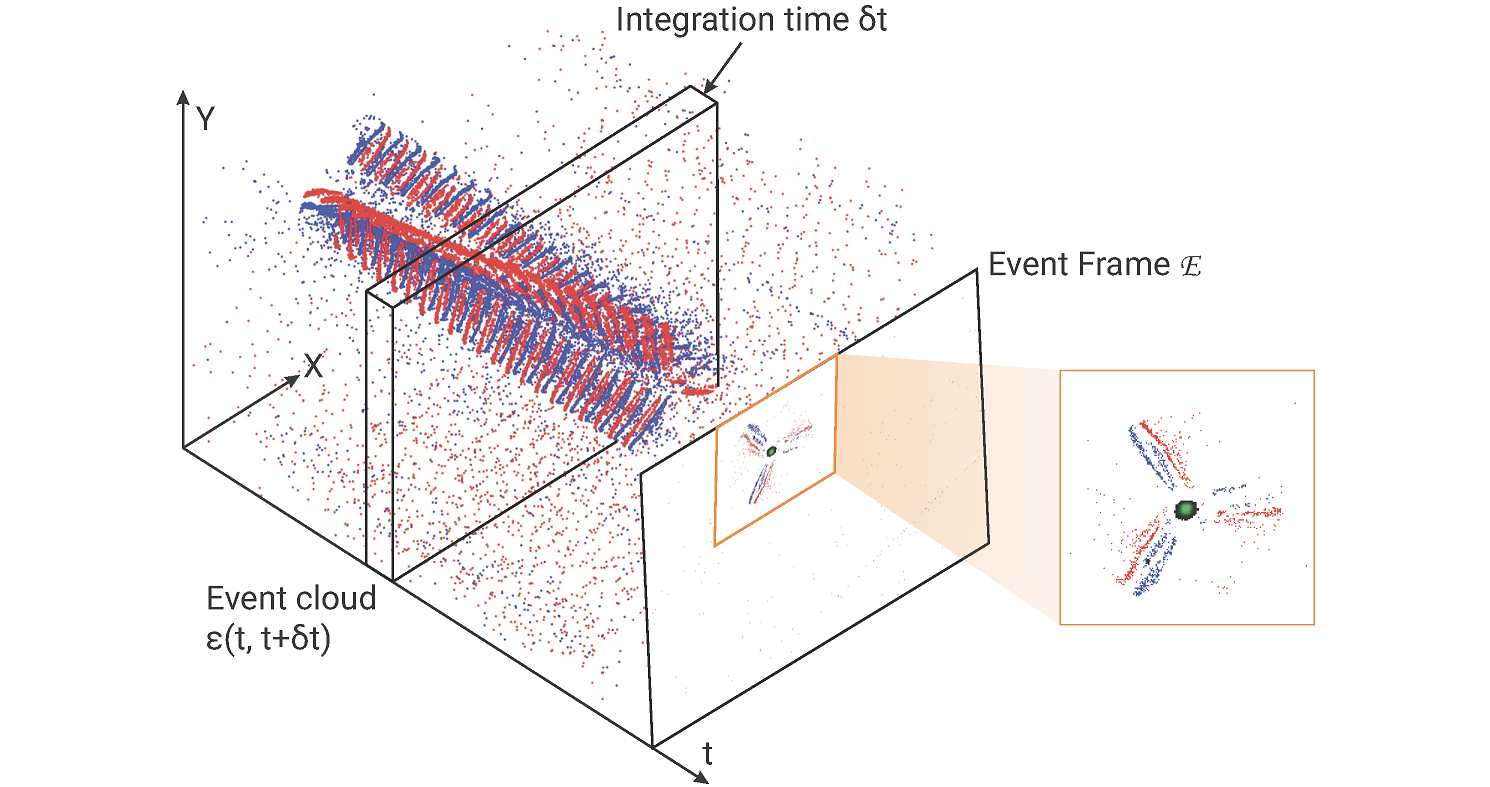 Integration time δt
Y
Event Frame ℰ
X
Event cloud
ε(t, t+δt)
t